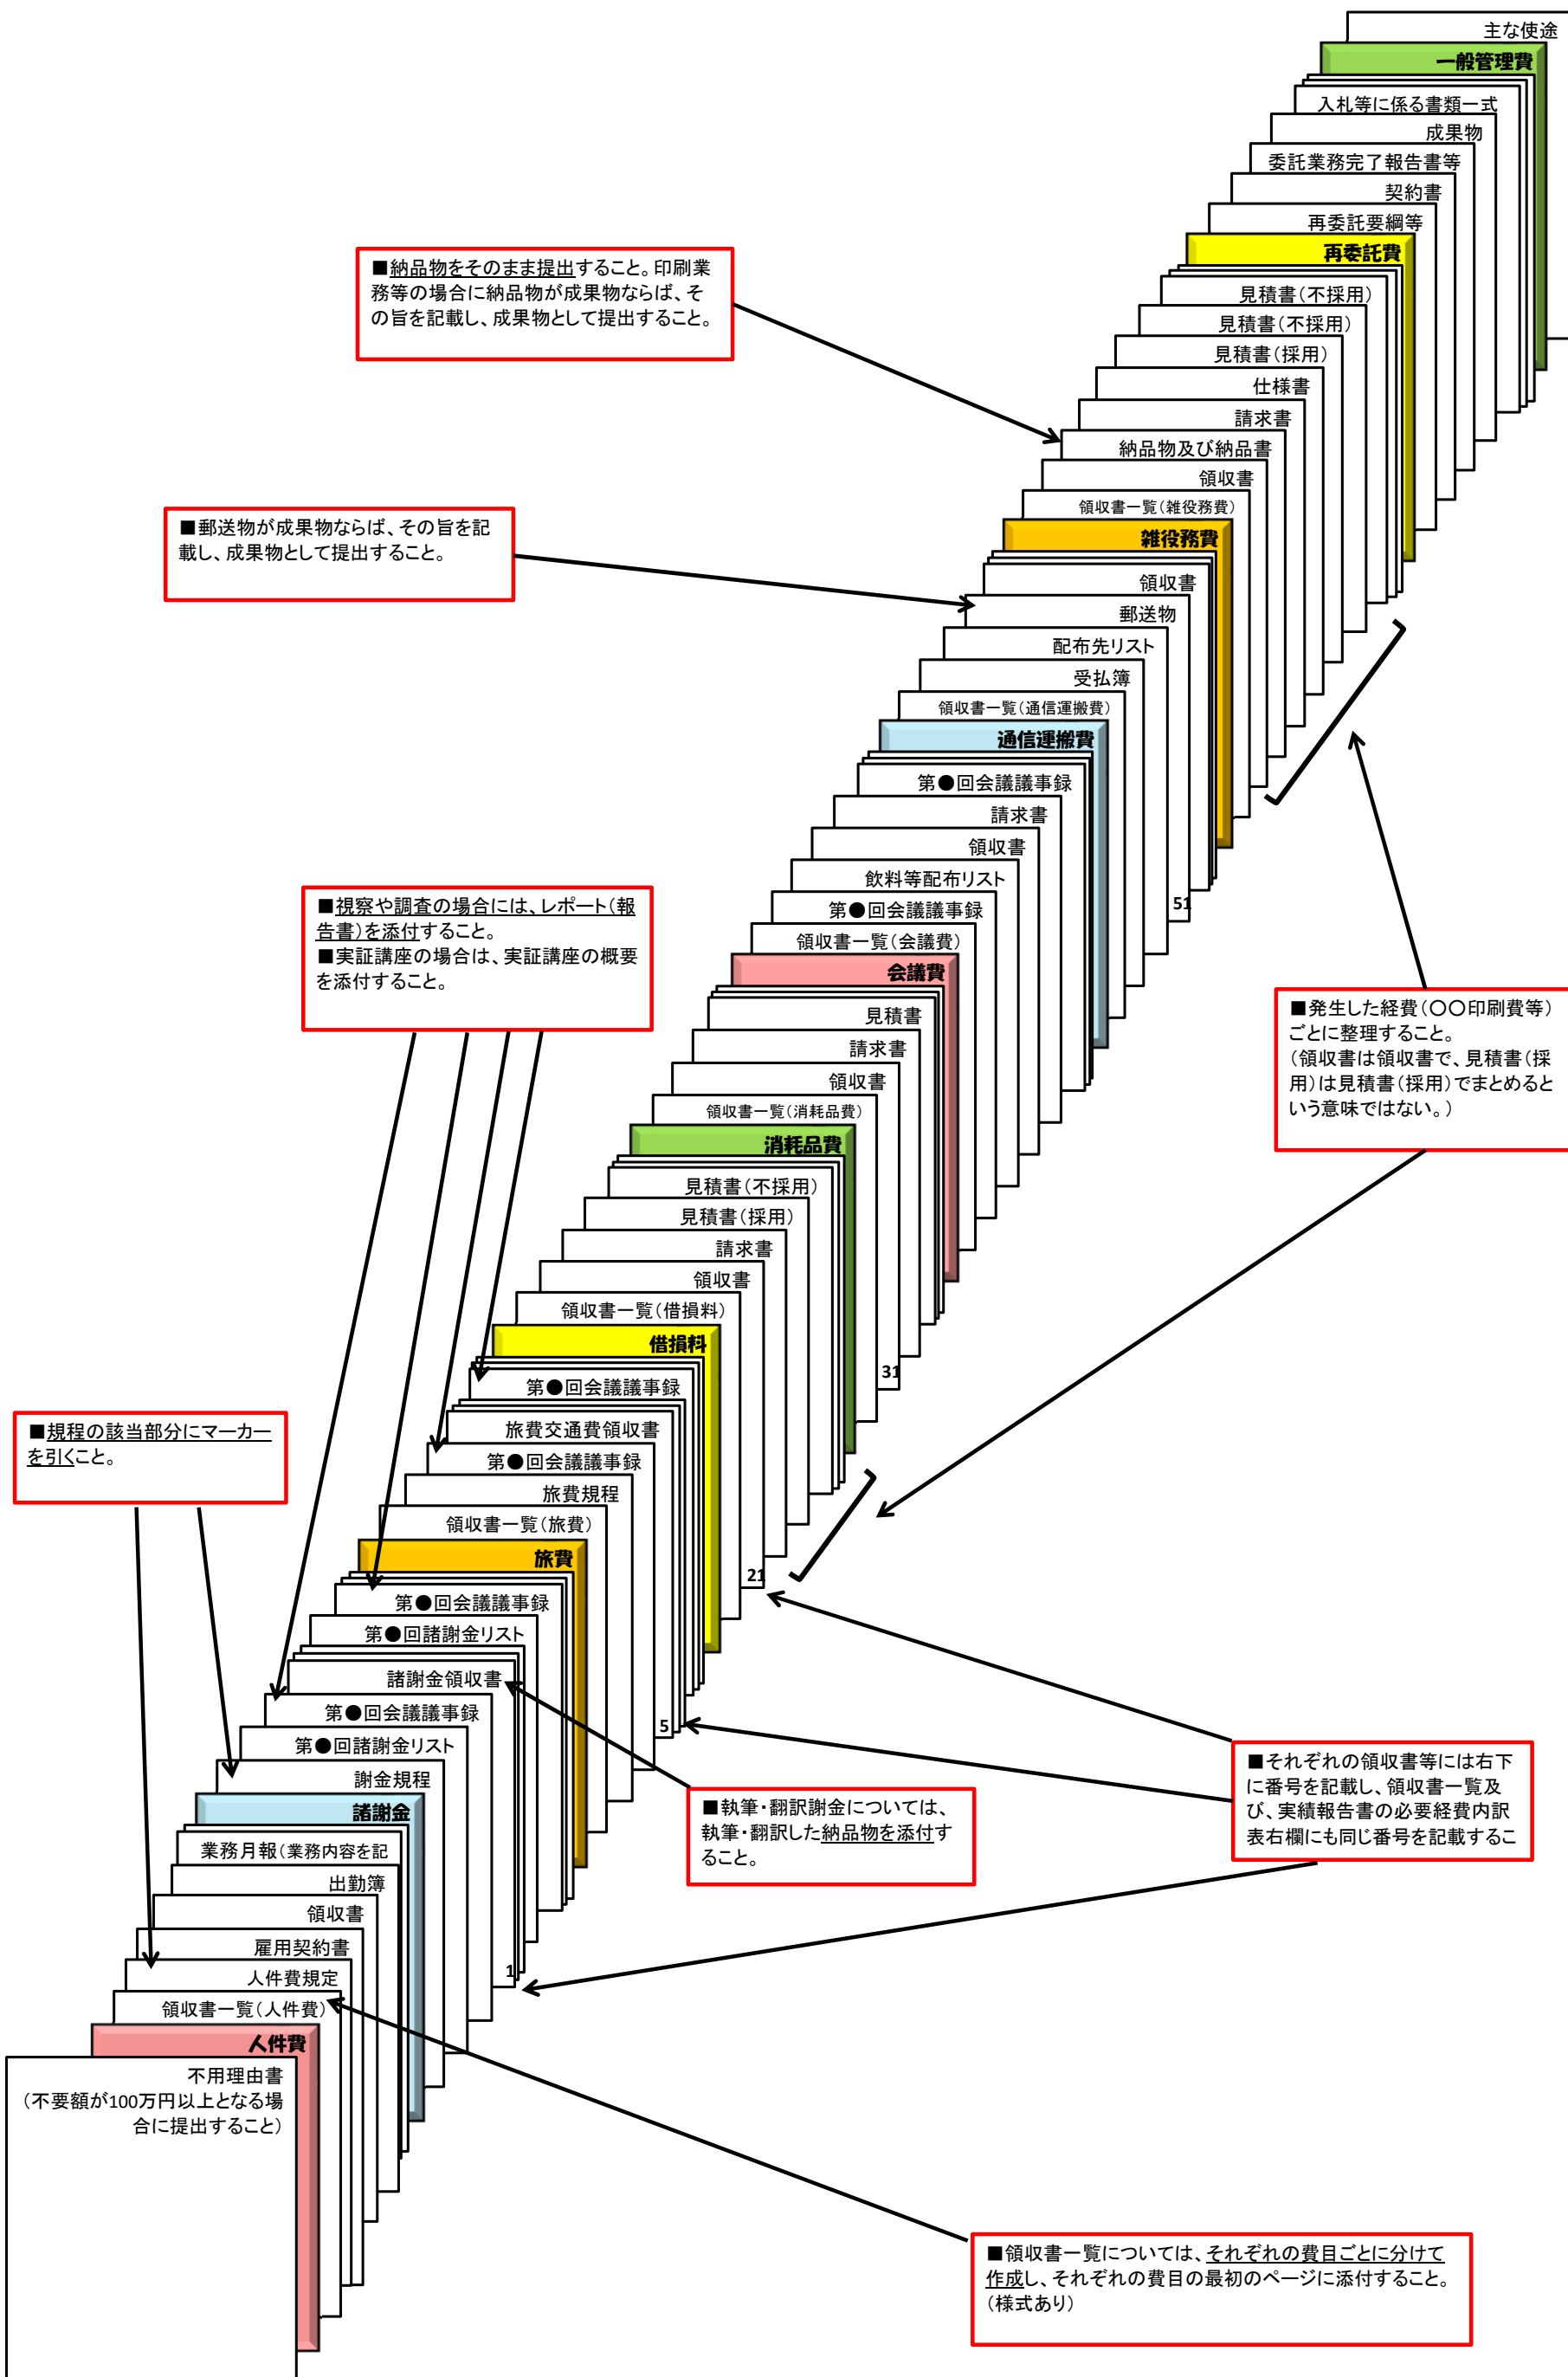 主な使途
一般管理費
入札等に係る書類一式
成果物
委託業務完了報告書等
契約書
再委託要綱等
再委託費
■納品物をそのまま提出すること。印刷業
務等の場合に納品物が成果物ならば、そ
の旨を記載し、成果物として提出すること。
見積書(不採用)
見積書(不採用)
見積書(採用)
仕様書
請求書
納品物及び納品書
領収書
領収書一覧(雑役務費)
雑役務費
■郵送物が成果物ならば、その旨を記
載し、成果物として提出すること。
領収書
郵送物
配布先リスト
受払簿
領収書一覧(通信運搬費)
通信運搬費
第●回会議議事録
請求書
領収書
飲料等配布リスト
51
第●回会議議事録
領収書一覧(会議費)
会議費
■視察や調査の場合には、レポート(報
告書)を添付すること。
■実証講座の場合は、実証講座の概要
を添付すること。
■発生した経費(〇〇印刷費等)
ごとに整理すること。
(領収書は領収書で、見積書(採
用)は見積書(採用)でまとめると
いう意味ではない。)
見積書
請求書
領収書
領収書一覧(消耗品費)
消耗品費
見積書(不採用)
見積書(採用)
請求書
領収書
領収書一覧(借損料)
借損料
31
第●回会議議事録
旅費交通費領収書
■規程の該当部分にマーカー
を引くこと。
第●回会議議事録
旅費規程
領収書一覧(旅費)
旅費
21
第●回会議議事録
第●回諸謝金リスト
諸謝金領収書
第●回会議議事録
5
第●回諸謝金リスト
謝金規程
■それぞれの領収書等には右下
に番号を記載し、領収書一覧及
び、実績報告書の必要経費内訳
表右欄にも同じ番号を記載するこ
諸謝金
■執筆・翻訳謝金については、
執筆・翻訳した納品物を添付す
ること。
業務月報(業務内容を記
出勤簿
領収書
雇用契約書
1
人件費規定
領収書一覧(人件費)
人件費
不用理由書
(不要額が100万円以上となる場
合に提出すること)
■領収書一覧については、それぞれの費目ごとに分けて
作成し、それぞれの費目の最初のページに添付すること。
(様式あり)